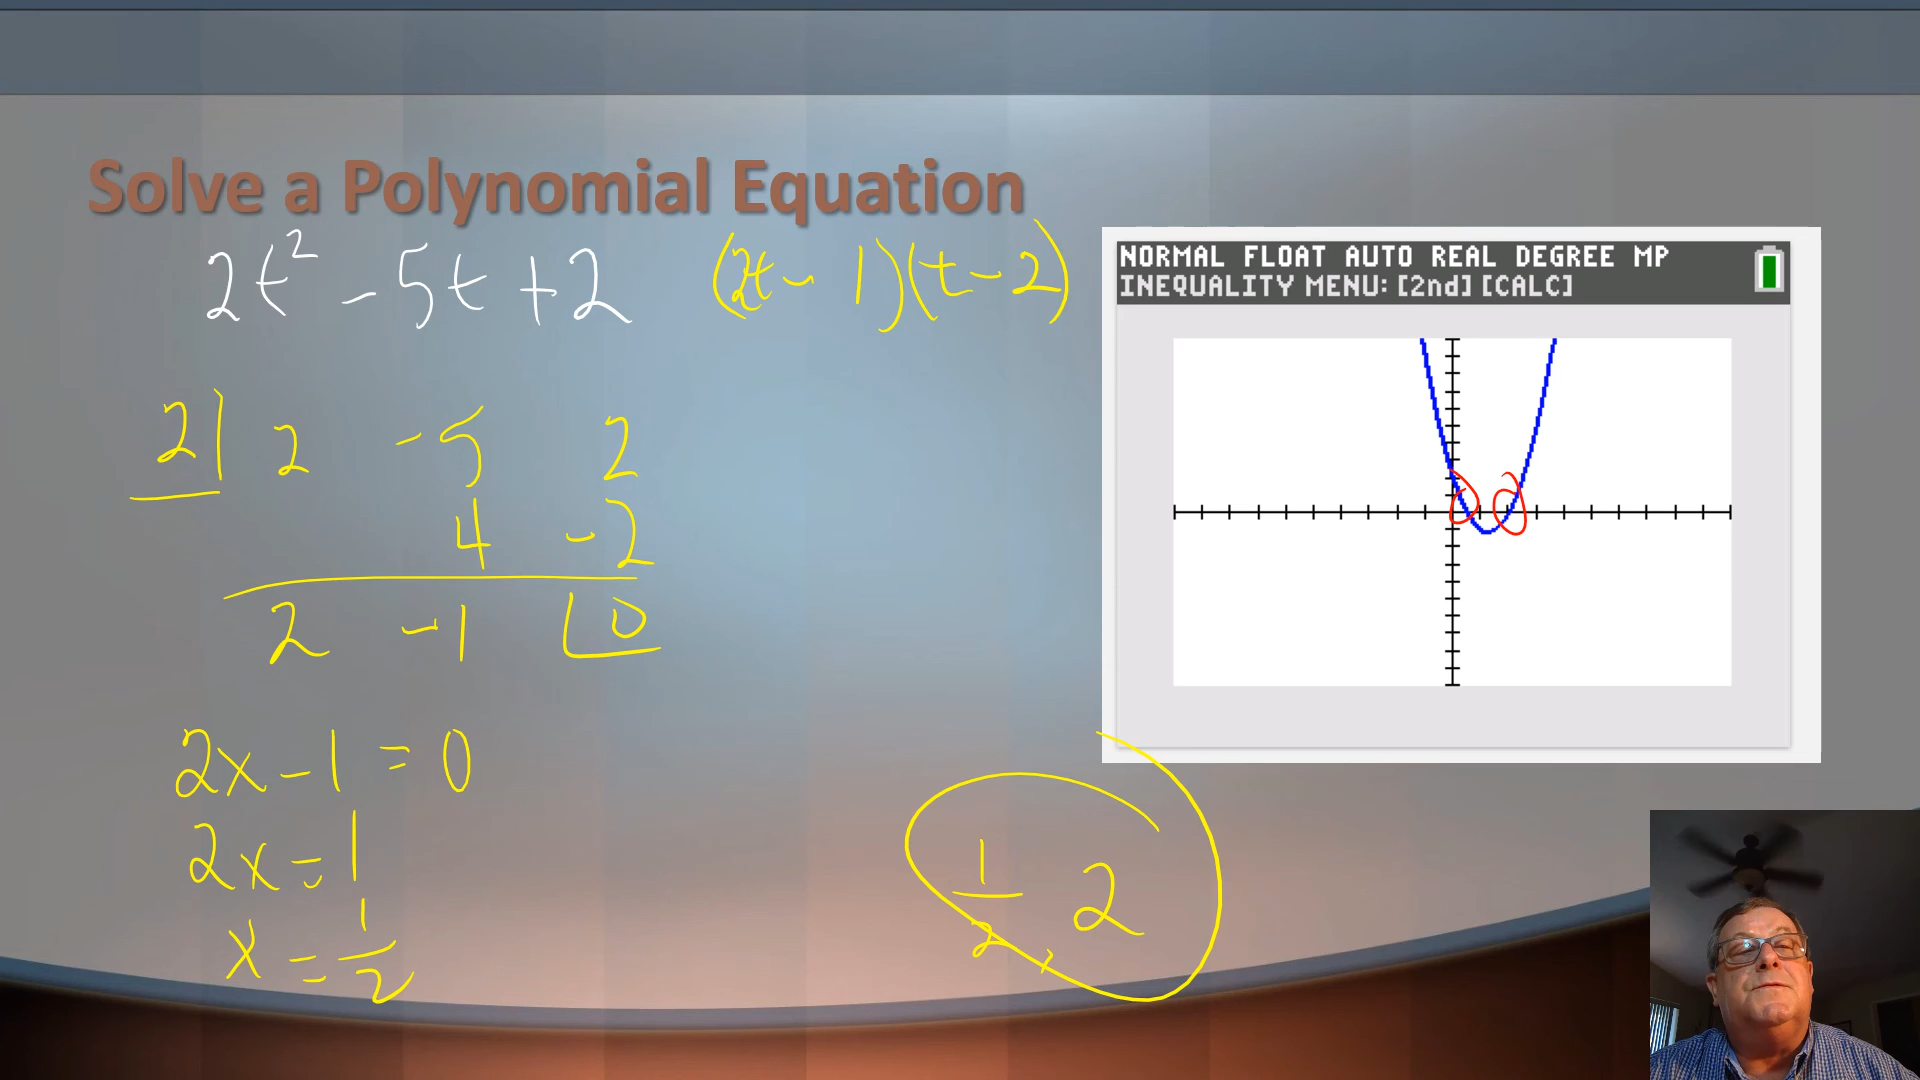 Solve a Polynomial Equation
2t² - 5t + 2 (2t - 1)(t - 2)
NORMAL FLOAT AUTO REAL DEGREE MP
INEQUALITY MENU: [2nd] [CALC]
2| 2 -5 2
4 -2
2 -1 0
2x - 1 = 0
2x = 1
x = 1/2
1/2, 2